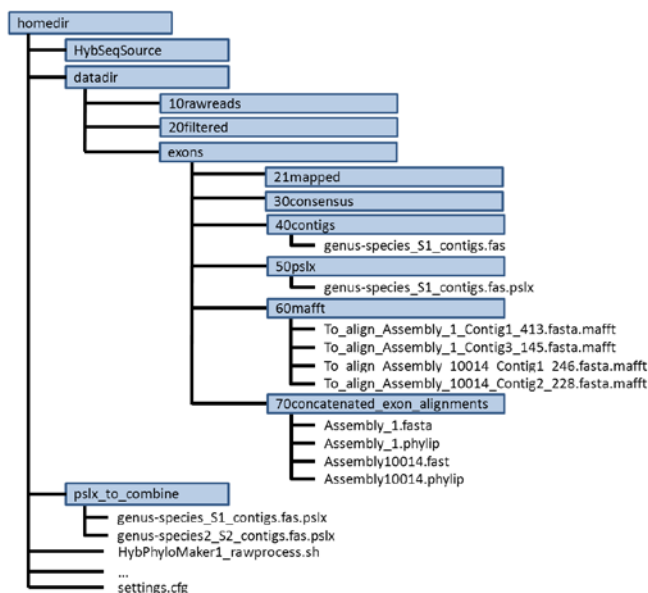 homedir
HybSeqSource
datadir
10rawreads
20filtered
exons
21mapped
30consensus
40contigs
genus-species_S1_contigs.fas
50pslx
genus-species_S1_contigs.fas.pslx
60mafft
To_align_Assembly_1_Contig1_413.fasta.mafft
To_align_Assembly_1_Contig3_145.fasta.mafft
To_align_Assembly_10014_Contig1_246.fasta.mafft
To_align_Assembly_10014_Contig2_228.fasta.mafft
70concatenated_exon_alignments
Assembly_1.fasta
Assembly_1.phylip
Assembly10014.fast
Assembly10014.phylip
pslx_to_combine
genus-species_S1_contigs.fas.pslx
genus-species2_S2_contigs.fas.pslx
HybPhyloMaker1_rawprocess.sh
...
settings.cfg